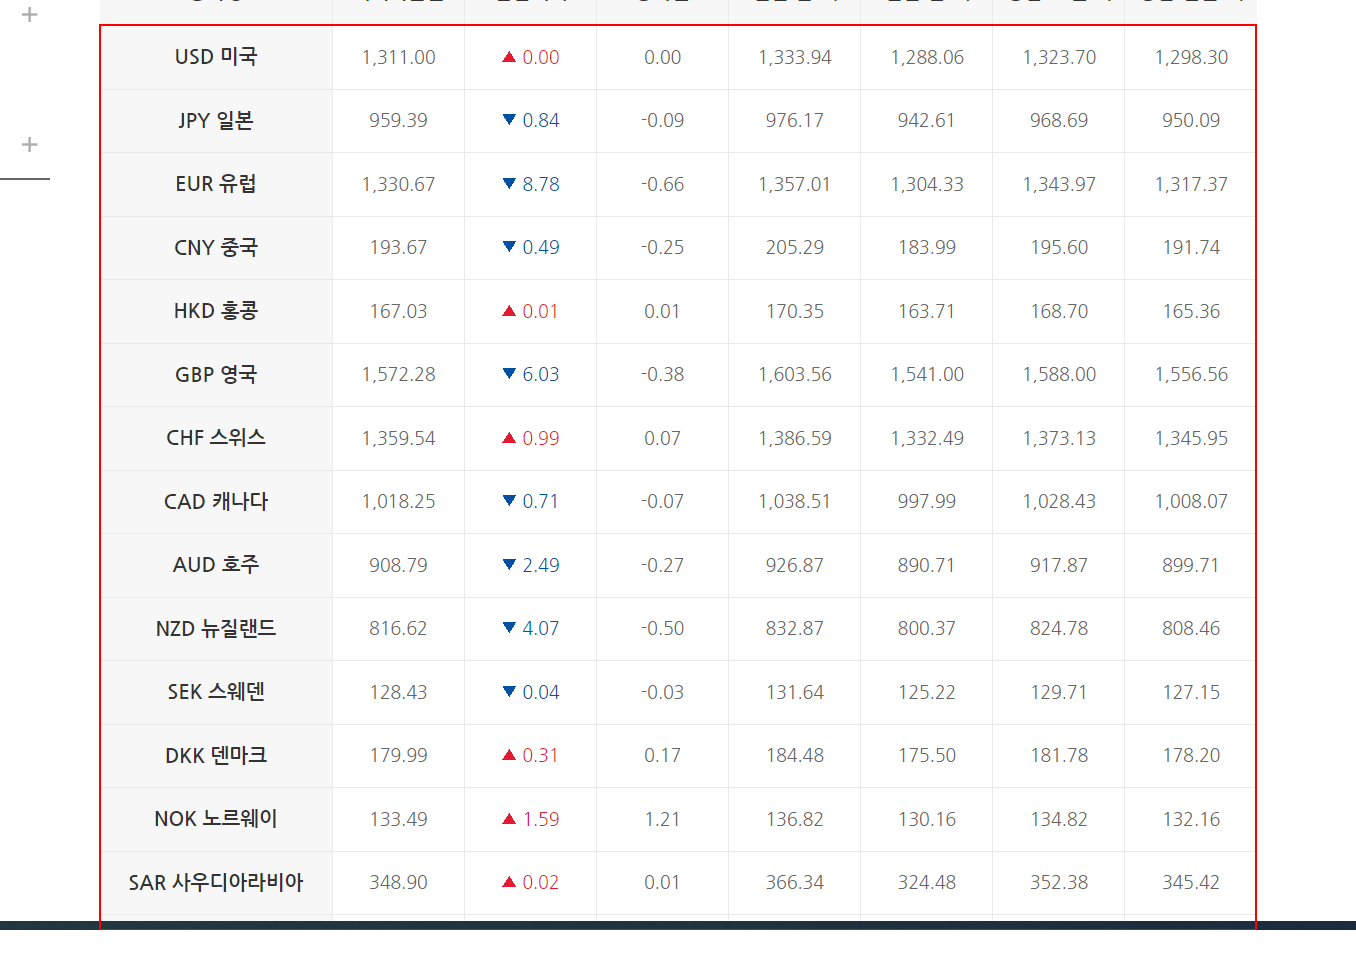 USD 미국 1,311.00 ▲ 0.00 0.00 1,333.94 1,288.06 1,323.70 1,298.30
JPY 일본 959.39 ▼ 0.84 -0.09 976.17 942.61 968.69 950.09
EUR 유럽 1,330.67 ▼ 8.78 -0.66 1,357.01 1,304.33 1,343.97 1,317.37
CNY 중국 193.67 ▼ 0.49 -0.25 205.29 183.99 195.60 191.74
HKD 홍콩 167.03 ▲ 0.01 0.01 170.35 163.71 168.70 165.36
GBP 영국 1,572.28 ▼ 6.03 -0.38 1,603.56 1,541.00 1,588.00 1,556.56
CHF 스위스 1,359.54 ▲ 0.99 0.07 1,386.59 1,332.49 1,373.13 1,345.95
CAD 캐나다 1,018.25 ▼ 0.71 -0.07 1,038.51 997.99 1,028.43 1,008.07
AUD 호주 908.79 ▼ 2.49 -0.27 926.87 890.71 917.87 899.71
NZD 뉴질랜드 816.62 ▼ 4.07 -0.50 832.87 800.37 824.78 808.46
SEK 스웨덴 128.43 ▼ 0.04 -0.03 131.64 125.22 129.71 127.15
DKK 덴마크 179.99 ▲ 0.31 0.17 184.48 175.50 181.78 178.20
NOK 노르웨이 133.49 ▲ 1.59 1.21 136.82 130.16 134.82 132.16
SAR 사우디아라비아 348.90 ▲ 0.02 0.01 366.34 324.48 352.38 345.42